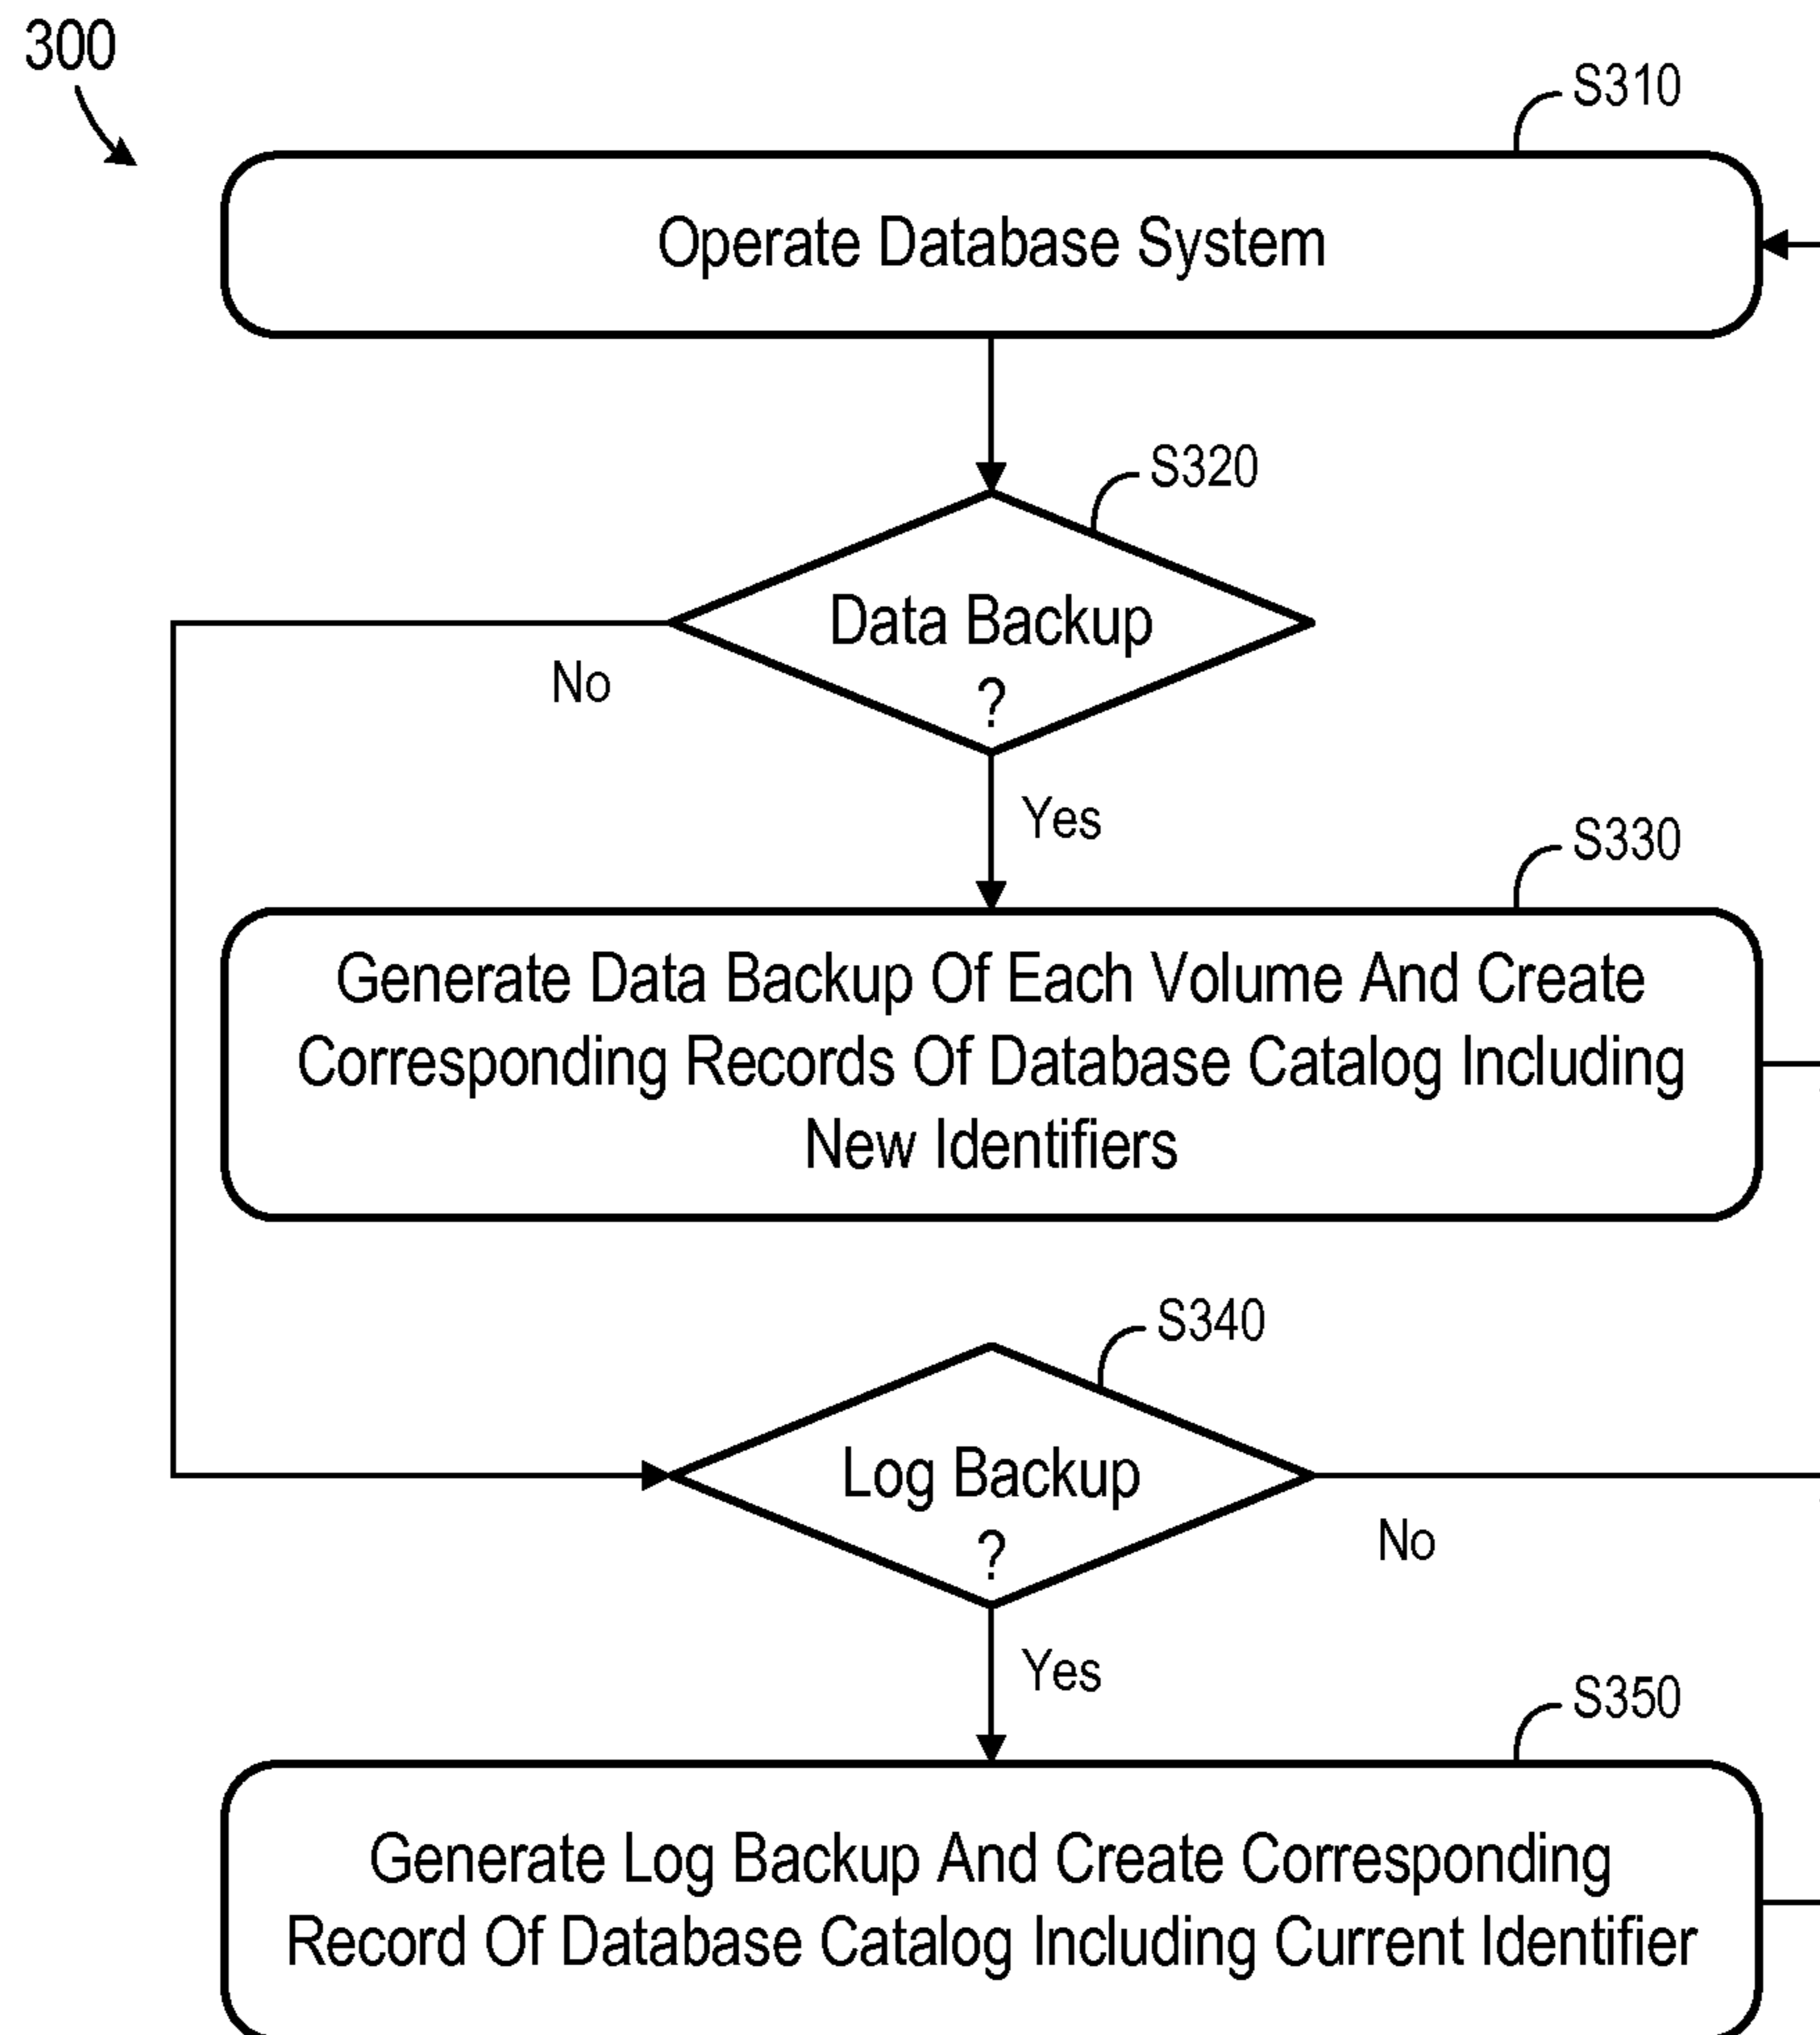 300
S310
Operate Database System
S320
Data Backup
?
No
Yes
S330
Generate Data Backup Of Each Volume And Create
Corresponding Records Of Database Catalog Including
New Identifiers
S340
Log Backup
?
No
Yes
S350
Generate Log Backup And Create Corresponding
Record Of Database Catalog Including Current Identifier